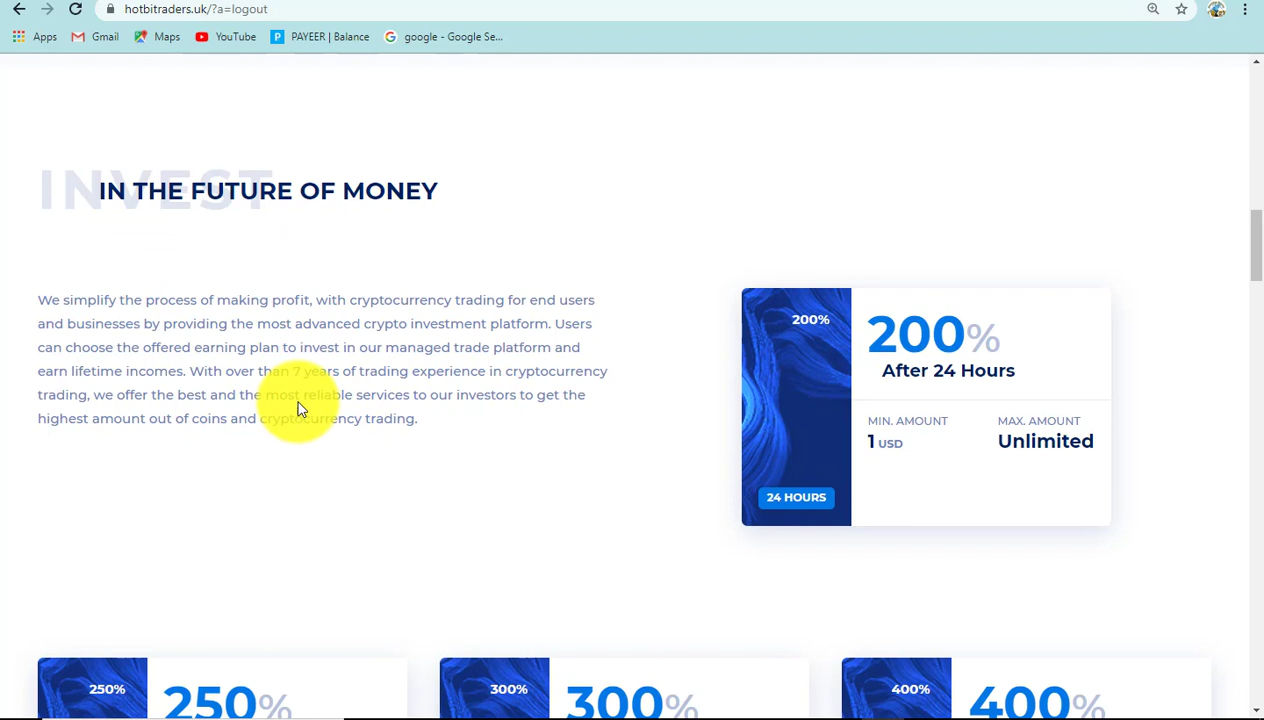 hotbitraders.uk/?a=logout
Apps Gmail Maps YouTube P PAYEER | Balance G google - Google Se...
INVEST
IN THE FUTURE OF MONEY
We simplify the process of making profit, with cryptocurrency trading for end users
and businesses by providing the most advanced crypto investment platform. Users
can choose the offered earning plan to invest in our managed trade platform and
earn lifetime incomes. With over than 7 years of trading experience in cryptocurrency
trading, we offer the best and the most reliable services to our investors to get the
highest amount out of coins and cryptocurrency trading.
200%
200%
After 24 Hours
MIN. AMOUNT MAX. AMOUNT
1 USD Unlimited
24 HOURS
250% 250%
300% 300%
400% 400%